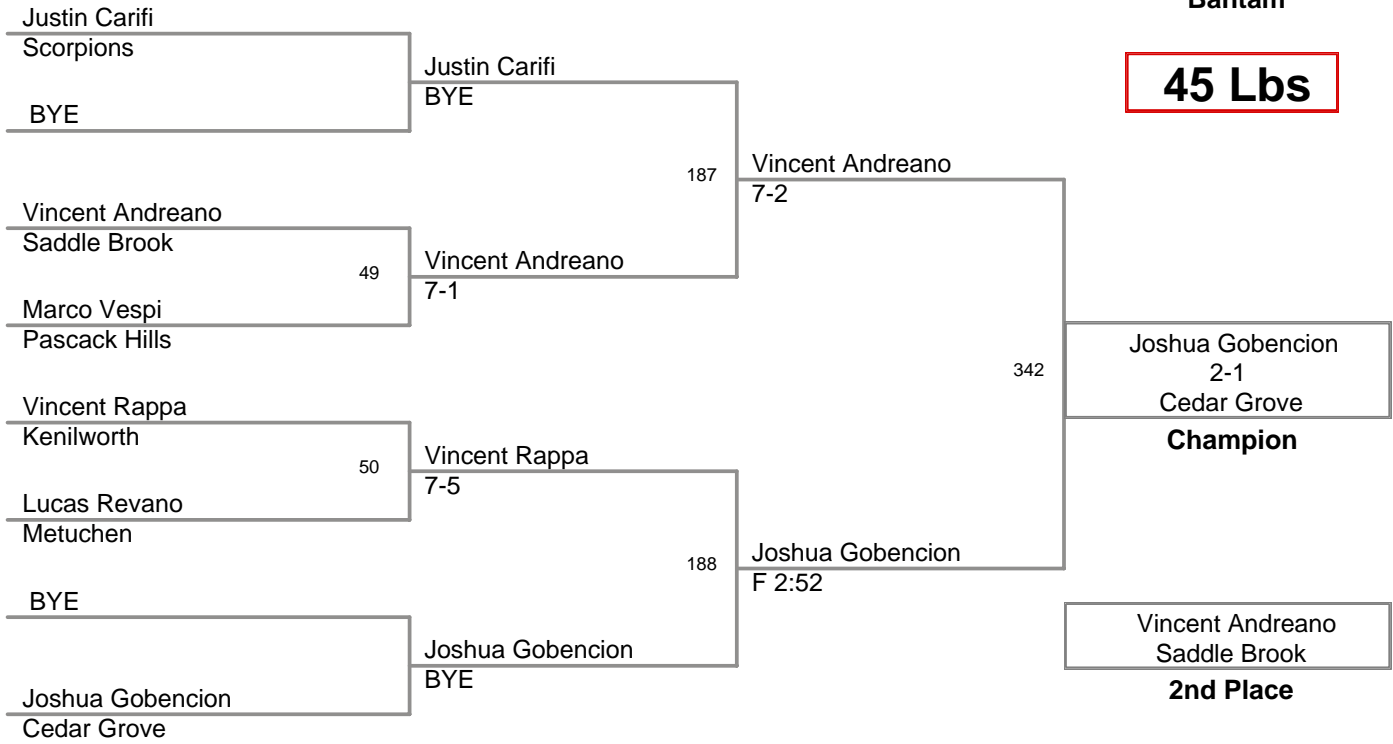 Bantam
45 Lbs
Justin Carifi
Scorpions
BYE
Vincent Andreano
Saddle Brook
49
Marco Vespi
Pascack Hills
Vincent Rappa
Kenilworth
50
Lucas Revano
Metuchen
BYE
Joshua Gobencion
Cedar Grove
Justin Carifi
BYE
187
Vincent Andreano
7-1
Vincent Rappa
7-5
188
Joshua Gobencion
BYE
Vincent Andreano
7-2
342
Joshua Gobencion
F 2:52
Joshua Gobencion
2-1
Cedar Grove
Champion
Vincent Andreano
Saddle Brook
2nd Place